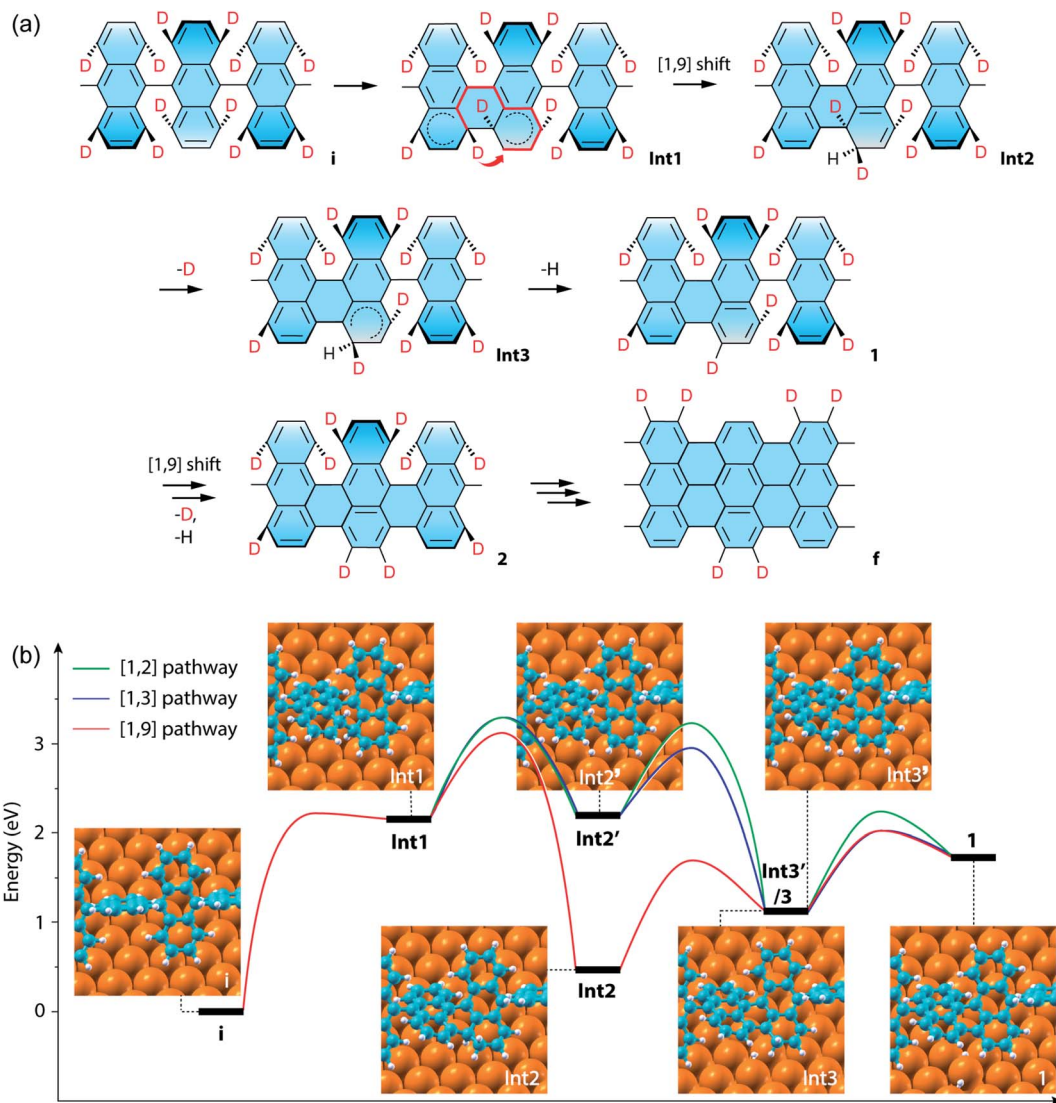 (a)
D D D D D D
D D D D D D D D D D D D
[1,9] shift
D D D D D D
D D D D D D D D D H D D
i Int1 Int2
D D D D
D D D D D D D D
-D -H
D D
D H D D D D D D D
Int3 1
D D D D D D
D D D D
[1,9] shift
-D,
-H
D D
D D D D
2 f
(b)
[1,2] pathway
[1,3] pathway
[1,9] pathway
Energy (eV)
3
2
1
0
Int1
Int2'
Int3'
Int1
Int2'
1
Int3'
/3
i
Int2
i
Int2
Int3
1